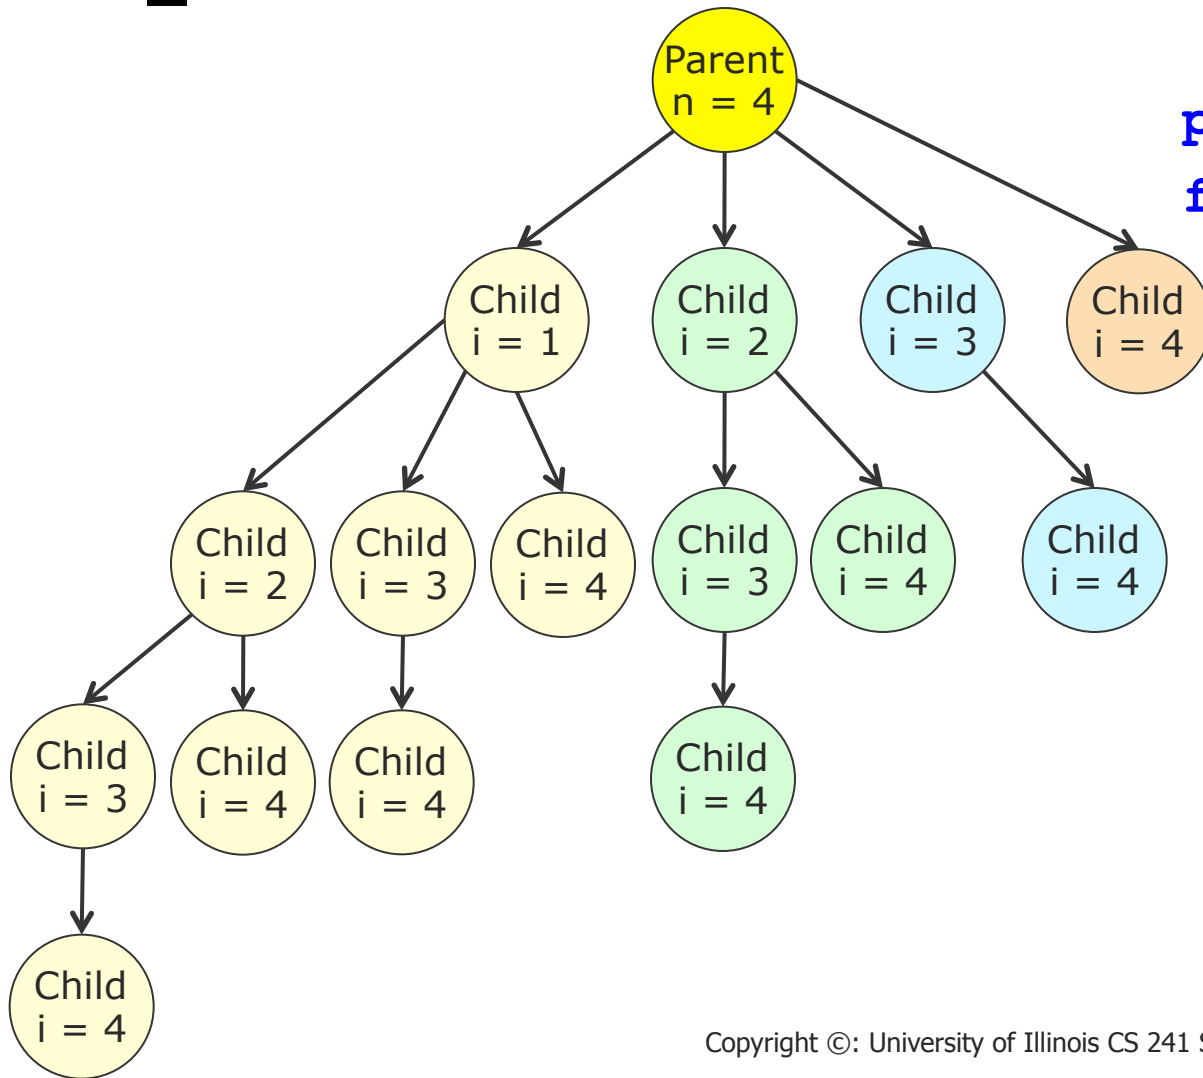 Parent
n = 4
p
f
Child
i = 1
Child
i = 2
Child
i = 3
Child
i = 4
Child
i = 2
Child
i = 3
Child
i = 4
Child
i = 3
Child
i = 4
Child
i = 4
Child
i = 3
Child
i = 4
Child
i = 4
Child
i = 4
Child
i = 4
Copyright ©: University of Illinois CS 241 S